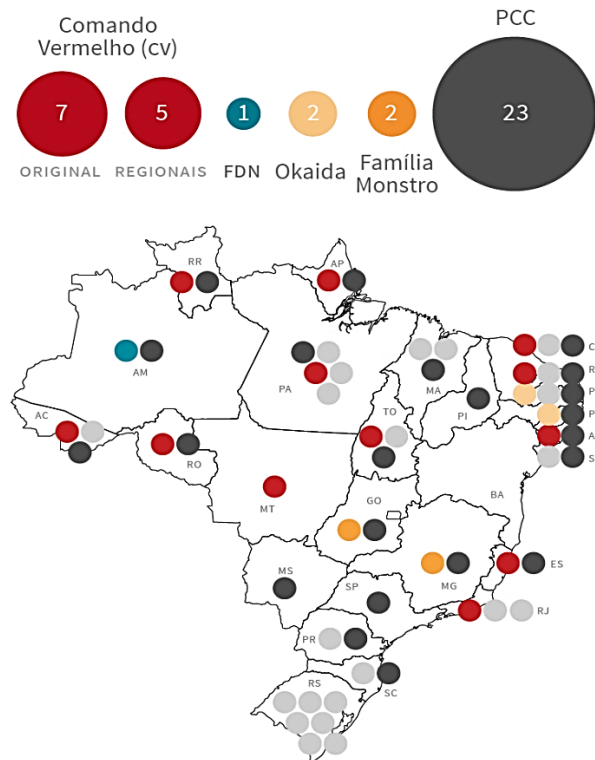 PCC
Comando
Vermelho (CV)
7
5
1
2
2
23
ORIGINAL
REGIONAIS
FDN
Okaida
Família
Monstro
RR
AP
AM
PA
MA
PI
C
R
P
P
A
S
AC
RO
TO
MT
BA
GO
MS
MG
ES
SP
RJ
PR
SC
RS